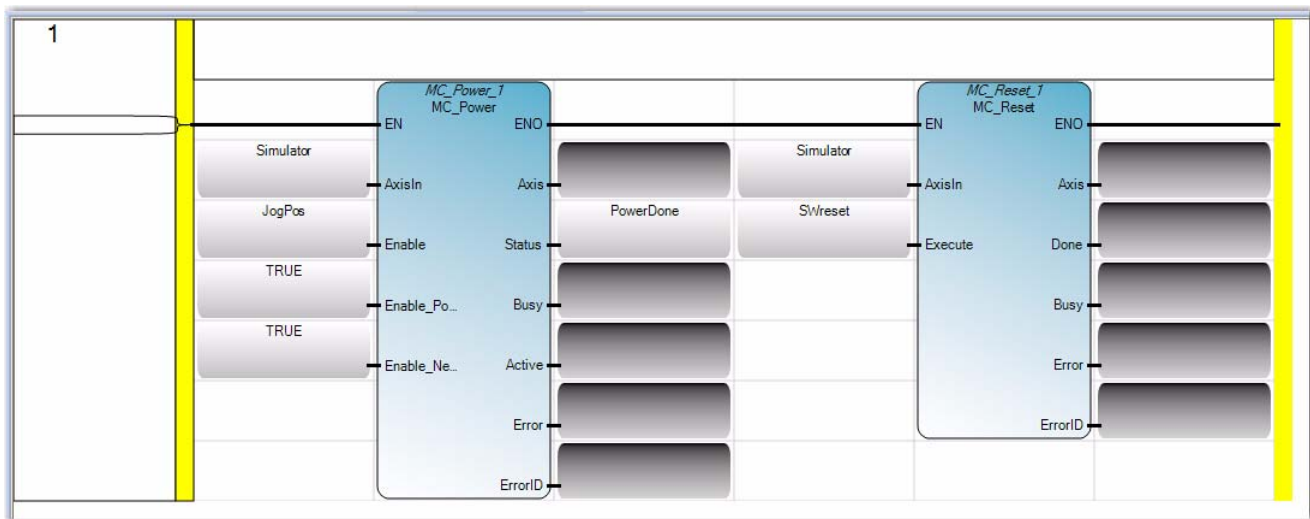 1
MC_Power_1
MC_Power
EN ENO
Simulator
AxisIn Axis
JogPos PowerDone
Enable Status
TRUE
Enable_Po... Busy
TRUE
Enable_Ne... Active
Error
ErrorID
MC_Reset_1
MC_Reset
EN ENO
Simulator
AxisIn Axis
SWreset
Execute Done
Busy
Error
ErrorID